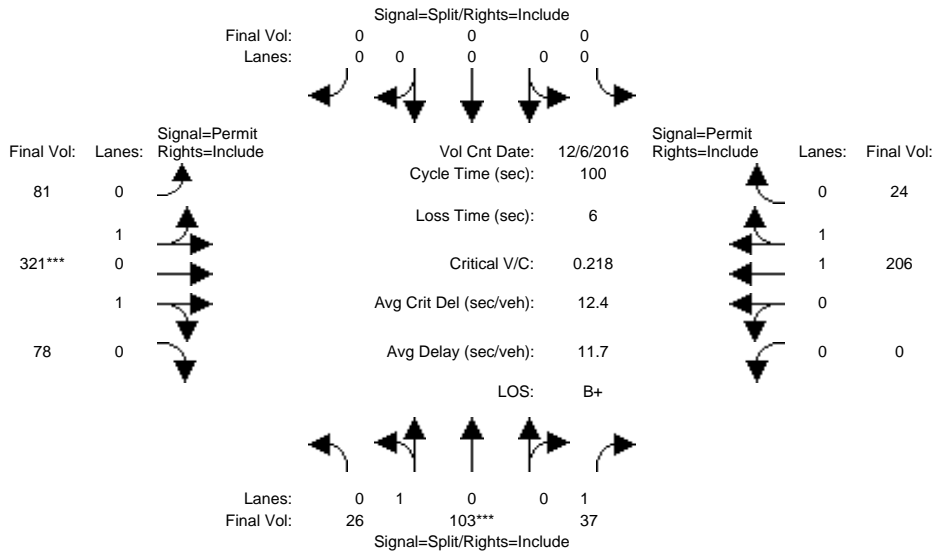 Signal=Split/Rights=Include
Final Vol: 0 0 0
Lanes: 0 0 0 0 0
Signal=Permit Signal=Permit
Final Vol: Lanes: Rights=Include Vol Cnt Date: 12/6/2016 Rights=Include Lanes: Final Vol:
Cycle Time (sec): 100
81 0 0 24
Loss Time (sec): 6
1 1
321*** 0 Critical V/C: 0.218 1 206
1 Avg Crit Del (sec/veh): 12.4 0
78 0 Avg Delay (sec/veh): 11.7 0 0
LOS: B+
Lanes: 0 1 0 0 1
Final Vol: 26 103*** 37
Signal=Split/Rights=Include